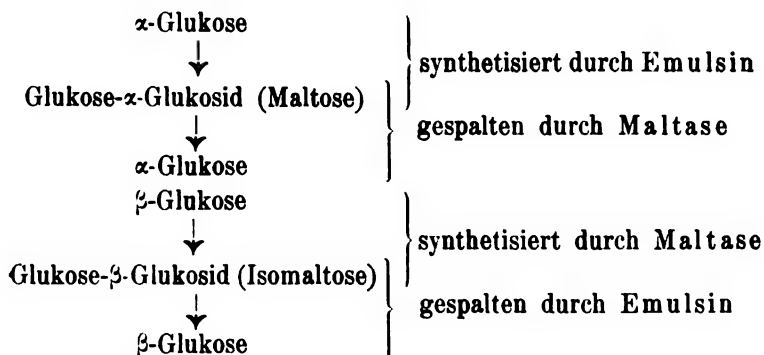 α-Glukose
synthetisiert durch Emulsin
Glukose-α-Glukosid (Maltose)
gespalten durch Maltase
α-Glukose
β-Glukose
synthetisiert durch Maltase
Glukose-β-Glukosid (Isomaltose)
gespalten durch Emulsin
β-Glukose